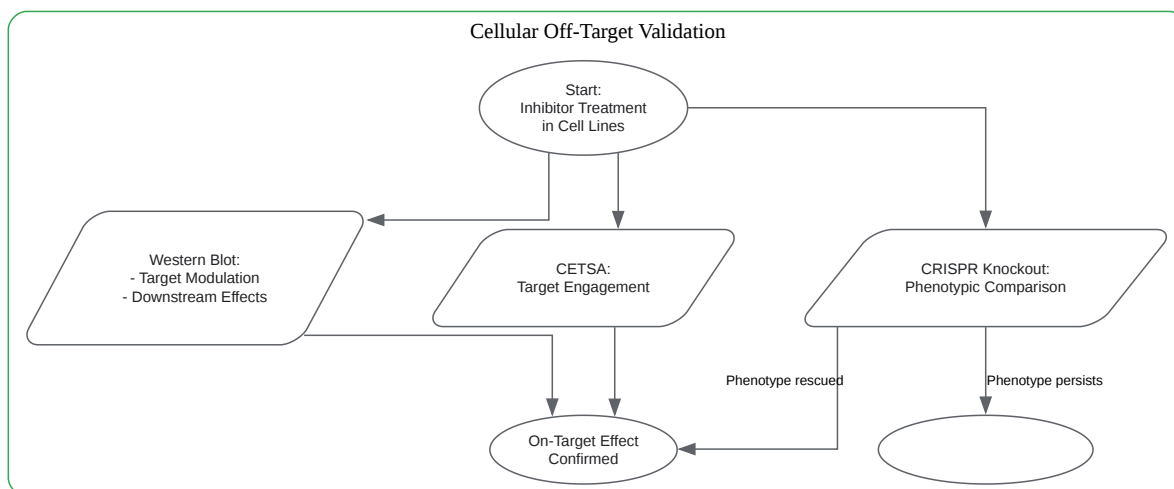 Cellular Off-Target Validation
Start:
Inhibitor Treatment
in Cell Lines
Western Blot:
- Target Modulation
- Downstream Effects
CETSA:
Target Engagement
CRISPR Knockout:
Phenotypic Comparison
Phenotype rescued
Phenotype persists
On-Target Effect
Confirmed